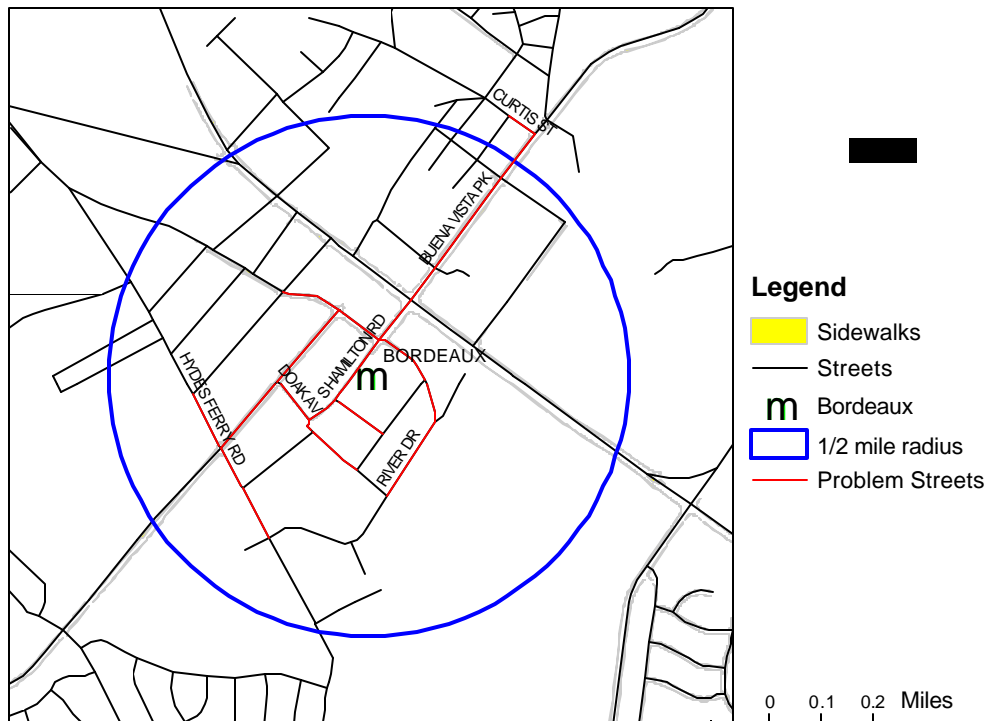 CURTIS ST
BUENA VISTA PK
S HAMILTON RD
BORDEAUX
m
DOAK AV
HYDES FERRY RD
RIVER DR
Legend
Sidewalks
Streets
m Bordeaux
1/2 mile radius
Problem Streets
0 0.1 0.2 Miles